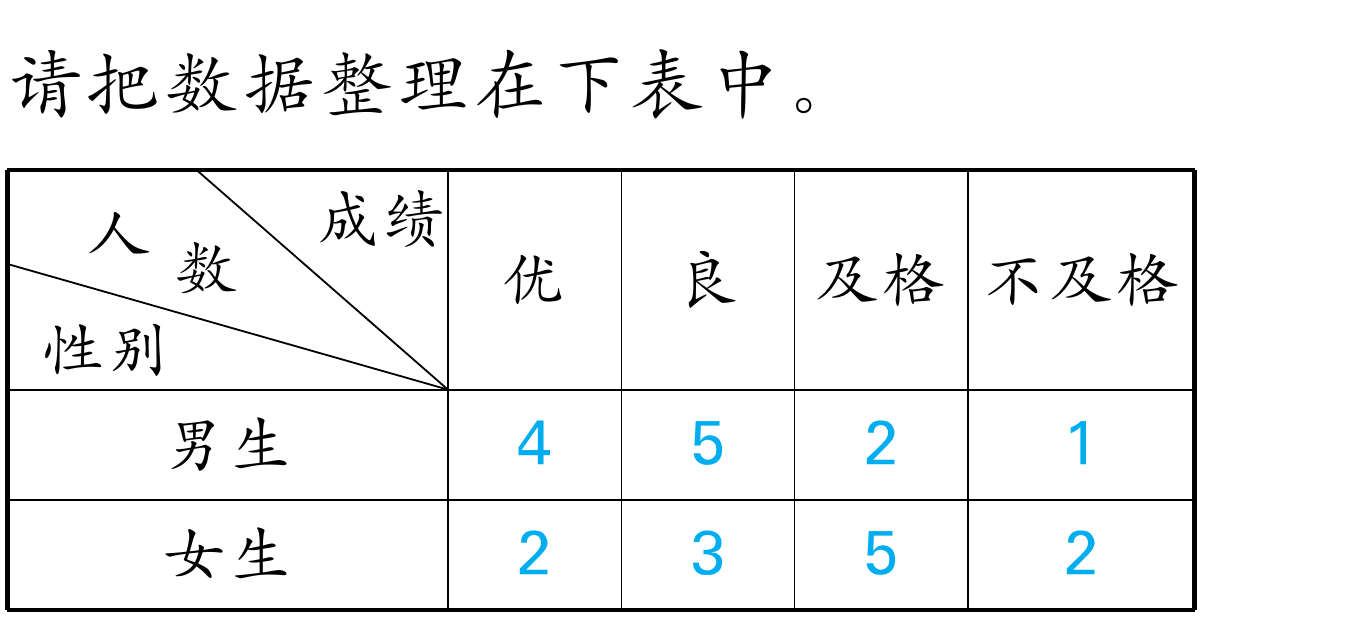 请把数据整理在下表中。
人数 成绩 性别 优 良 及格 不及格
男生 4 5 2 1
女生 2 3 5 2